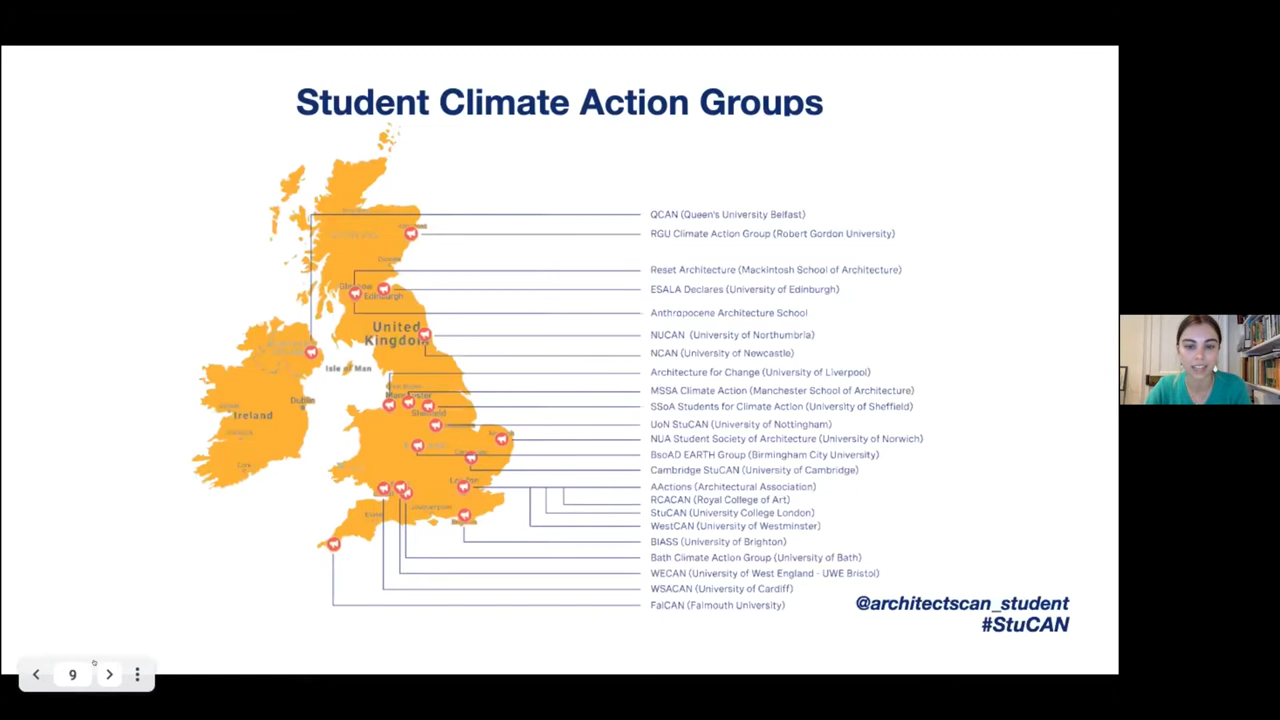 Student Climate Action Groups
QCAN (Queen's University Belfast)
RGU Climate Action Group (Robert Gordon University)
Reset Architecture (Mackintosh School of Architecture)
Glasgow
Edinburgh
ESALA Declares (University of Edinburgh)
Anthropocene Architecture School
United
Kingdom
NUCAN (University of Northumbria)
NCAN (University of Newcastle)
Isle of Man
Architecture for Change (University of Liverpool)
Manchester
MSSA Climate Action (Manchester School of Architecture)
Dublin
Ireland
Sheffield
SSoA Students for Climate Action (University of Sheffield)
UoN StuCAN (University of Nottingham)
NUA Student Society of Architecture (University of Norwich)
BsoAD EARTH Group (Birmingham City University)
Cambridge StuCAN (University of Cambridge)
London
AActions (Architectural Association)
RCACAN (Royal College of Art)
StuCAN (University College London)
WestCAN (University of Westminster)
BIASS (University of Brighton)
Bath Climate Action Group (University of Bath)
WECAN (University of West England - UWE Bristol)
WSACAN (University of Cardiff)
FalCAN (Falmouth University)
@architectscan_student
#StuCAN
9